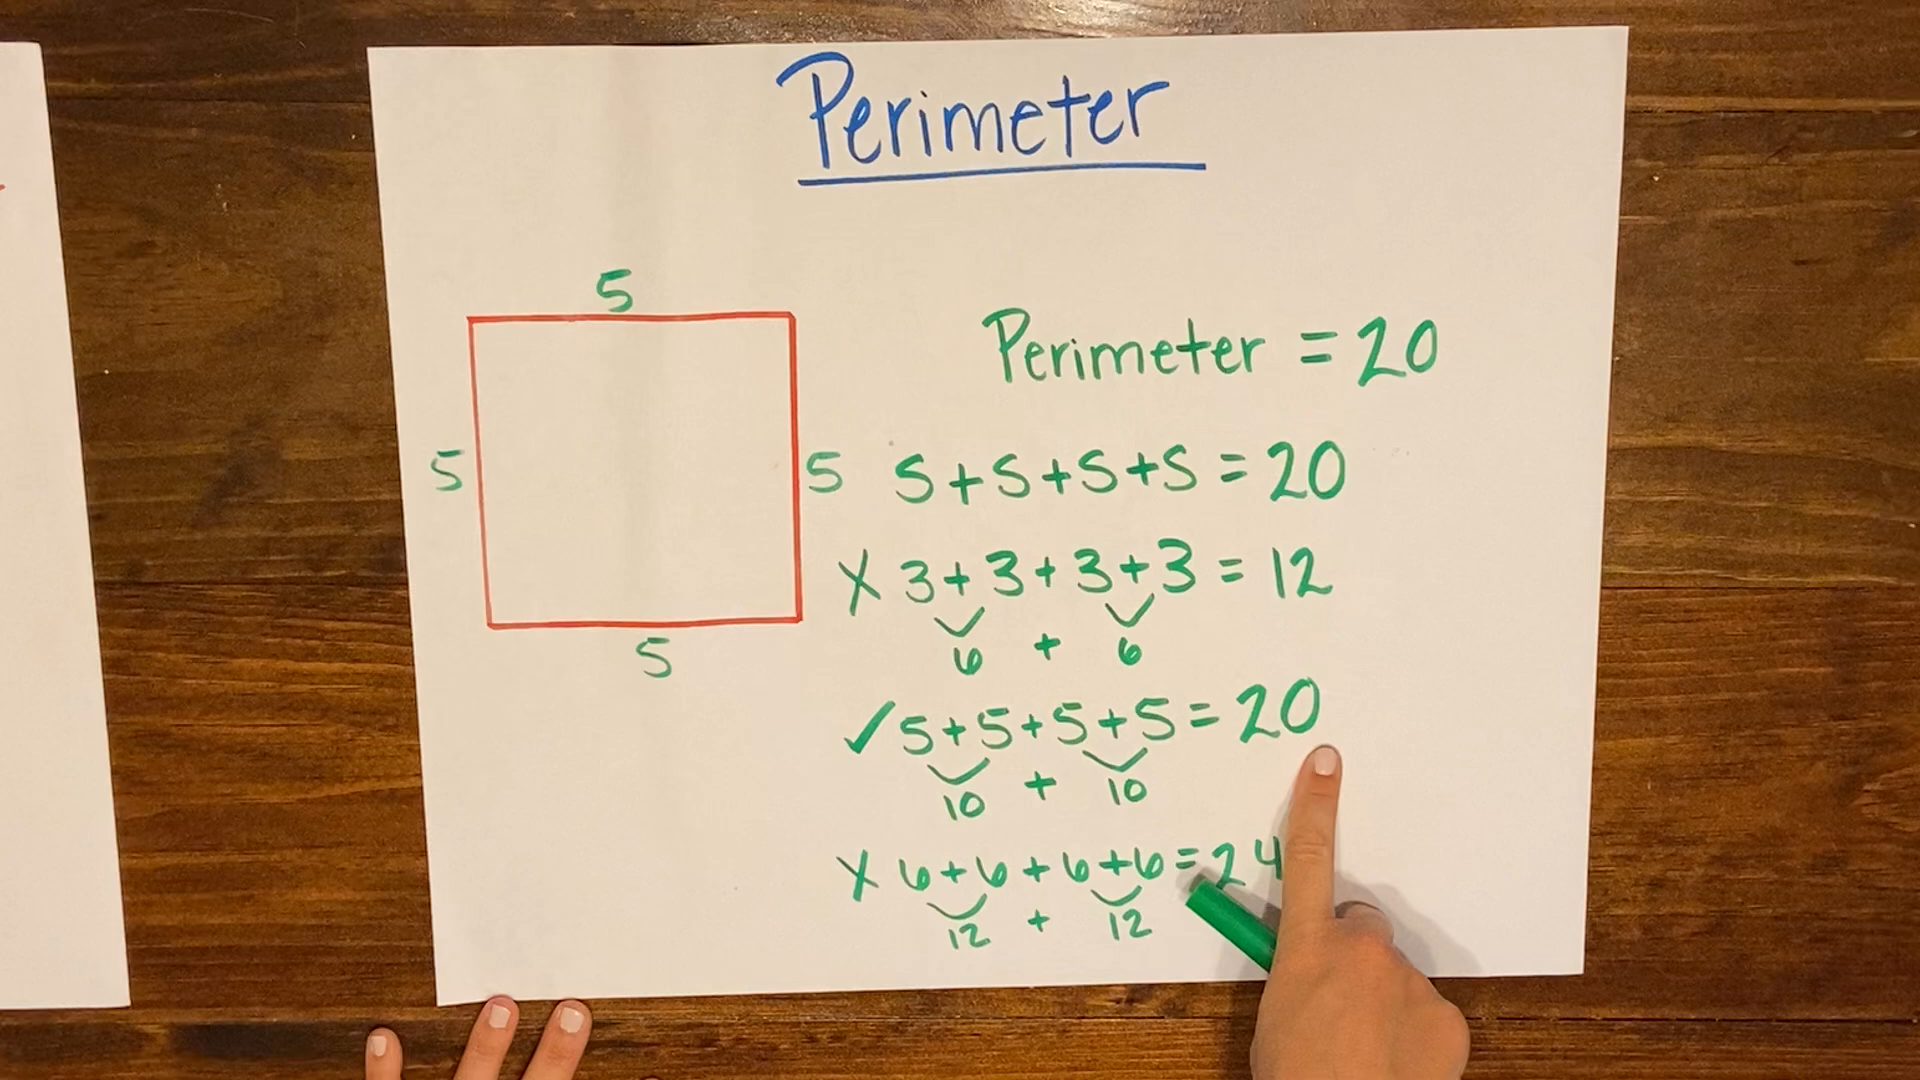 Perimeter
5
Perimeter = 20
5
5
5+5+5+5=20
X 3+3+3+3=12
6 + 6
5
✓ 5+5+5+5=20
10 + 10
X 6+6+6+6=24
12 + 12